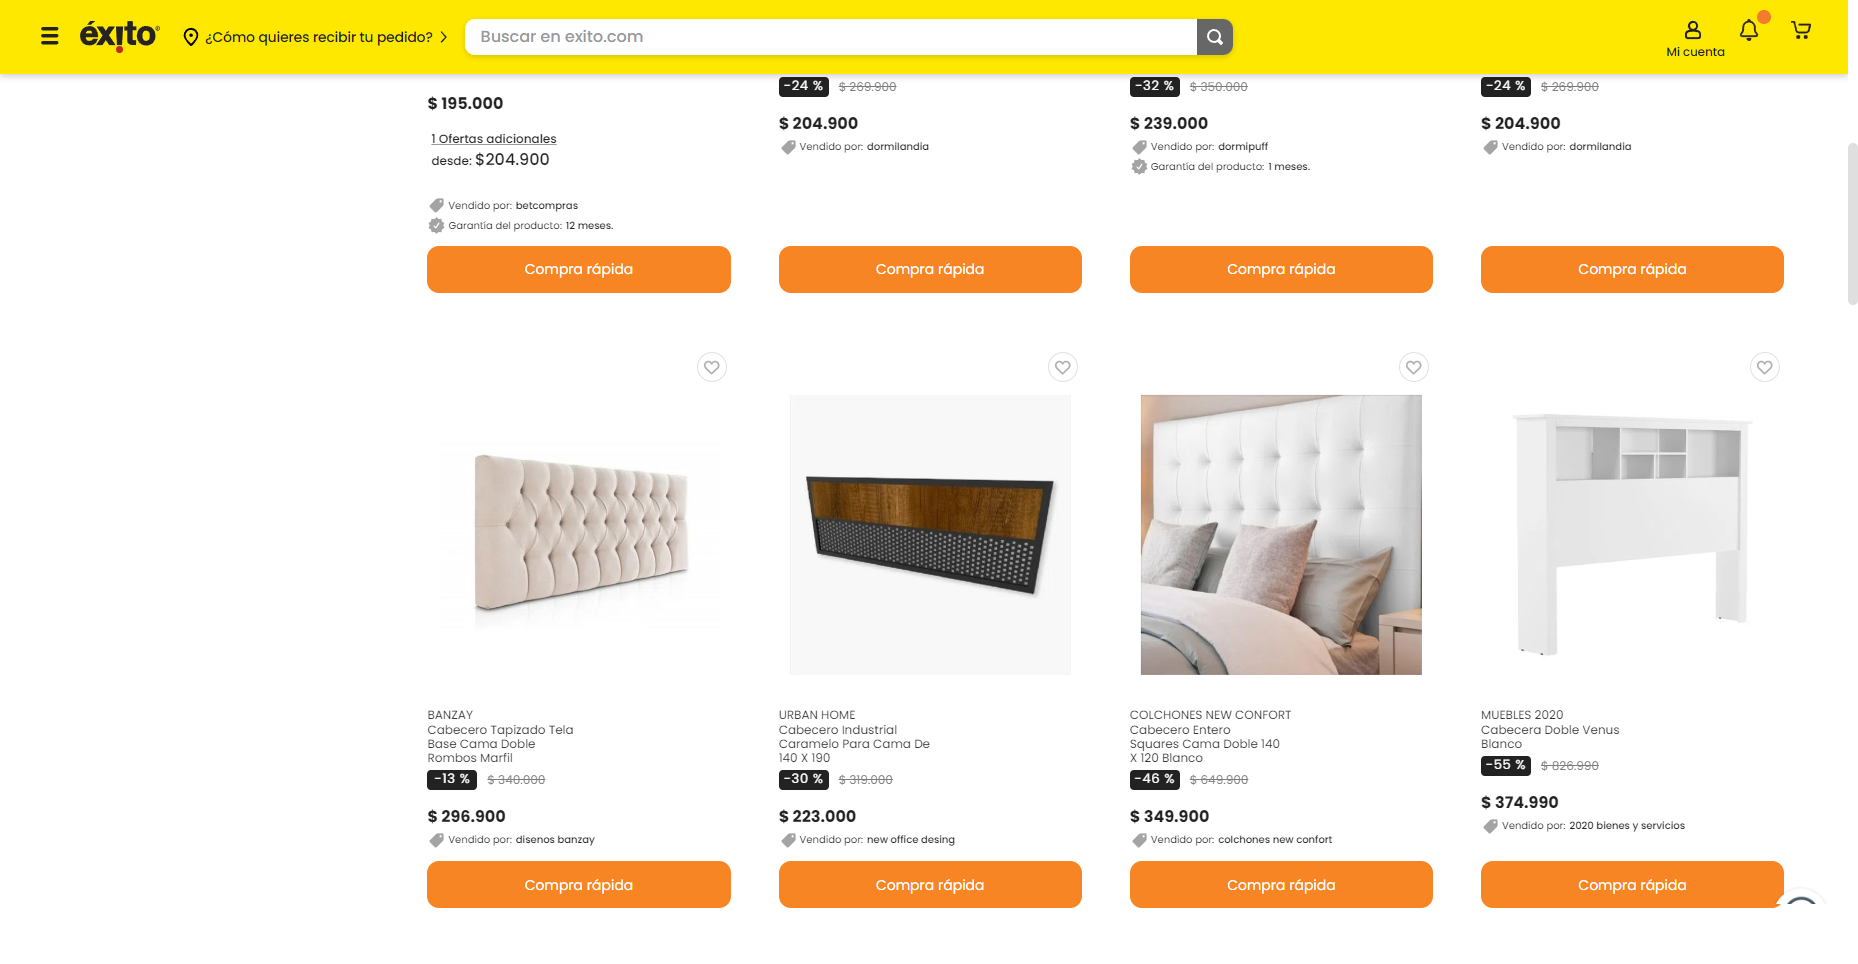 éxito
¿Cómo quieres recibir tu pedido?
Buscar en exito.com
Mi cuenta
$ 195.000
1 Ofertas adicionales
desde: $204.900
Vendido por: betcompras
Garantía del producto: 12 meses.
Compra rápida
-24 % $ 269.900
$ 204.900
Vendido por: dormilandia
Compra rápida
-32 % $ 350.000
$ 239.000
Vendido por: dormipuff
Garantía del producto: 1 meses.
Compra rápida
-24 % $ 269.900
$ 204.900
Vendido por: dormilandia
Compra rápida
BANZAY
Cabecero Tapizado Tela
Base Cama Doble
Rombos Marfil
-13 % $ 340.000
$ 296.900
Vendido por: disenos banzay
Compra rápida
URBAN HOME
Cabecero Industrial
Caramelo Para Cama De
140 X 190
-30 % $ 319.000
$ 223.000
Vendido por: new office desing
Compra rápida
COLCHONES NEW CONFORT
Cabecero Entero
Squares Cama Doble 140
X 120 Blanco
-46 % $ 649.900
$ 349.900
Vendido por: colchones new confort
Compra rápida
MUEBLES 2020
Cabecera Doble Venus
Blanco
-55 % $ 826.990
$ 374.990
Vendido por: 2020 bienes y servicios
Compra rápida